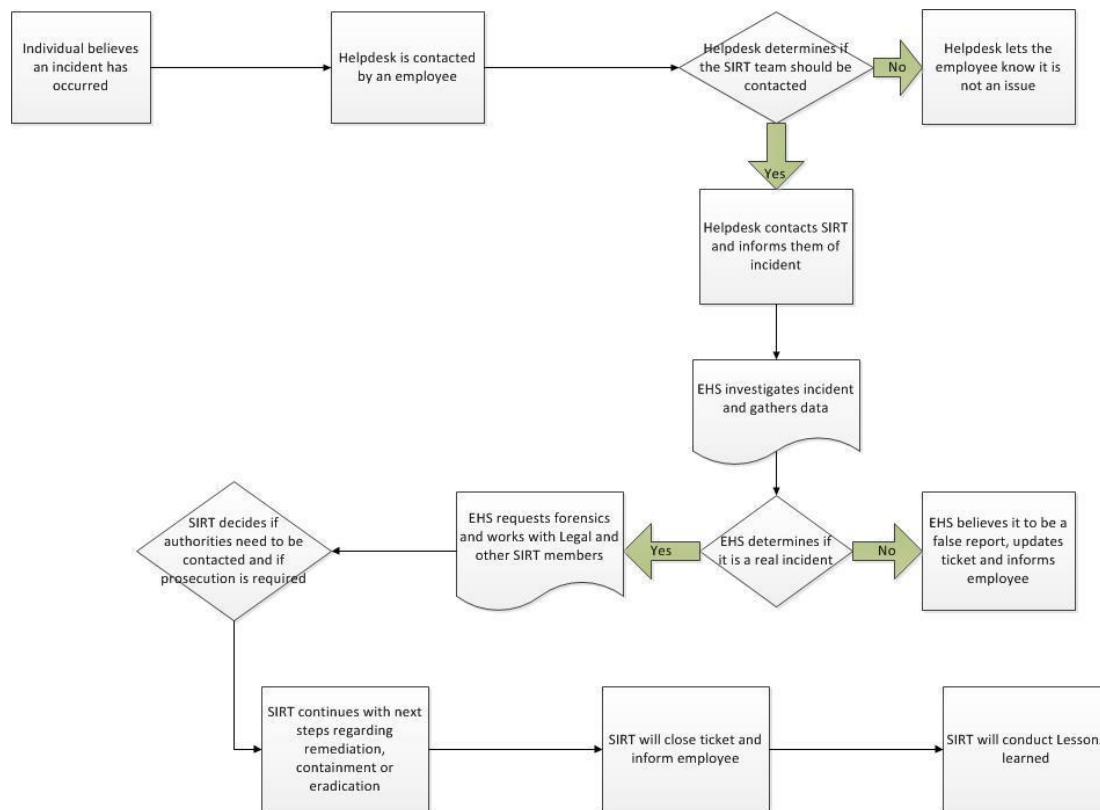 Individual believes
an incident has
occurred
Helpdesk is contacted
by an employee
Helpdesk determines if
the SIRT team should be
contacted
No
Helpdesk lets the
employee know it is
not an issue
Yes
Helpdesk contacts SIRT
and informs them of
incident
EHS investigates incident
and gathers data
SIRT decides if
authorities need to be
contacted and if
prosecution is required
EHS requests forensics
and works with Legal and
other SIRT members
Yes
EHS determines if
it is a real incident
No
EHS believes it to be a
false report, updates
ticket and informs
employee
SIRT continues with next
steps regarding
remediation,
containment or
eradication
SIRT will close ticket and
inform employee
SIRT will conduct Lessons
learned